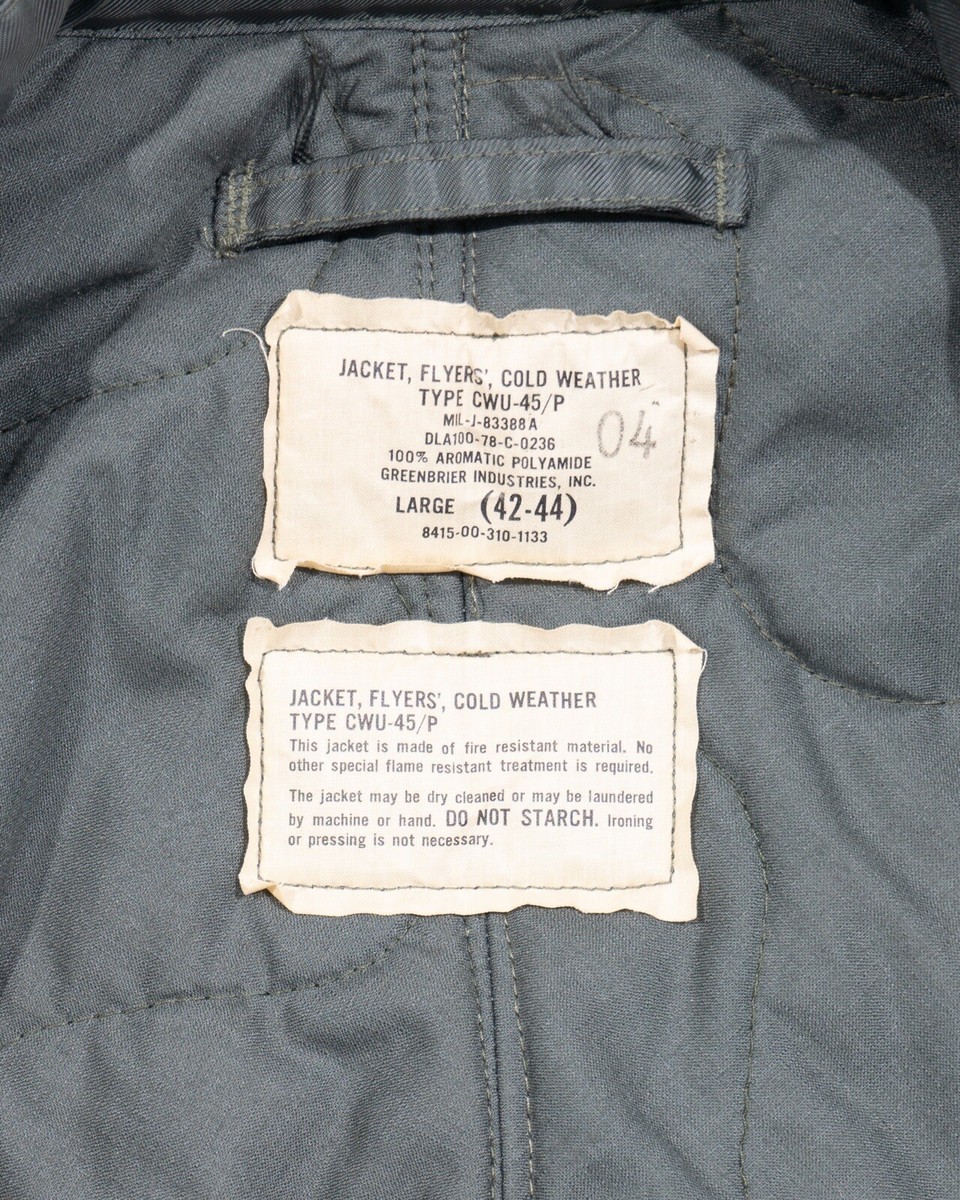 JACKET, FLYERS', COLD WEATHER
TYPE CWU-45/P
MIL-J-83388A
DLA100-78-C-0236
100% AROMATIC POLYAMIDE
GREENBRIER INDUSTRIES, INC.
LARGE (42-44)
8415-00-310-1133
04
JACKET, FLYERS', COLD WEATHER
TYPE CWU-45/P
This jacket is made of fire resistant material. No
other special flame resistant treatment is required.
The jacket may be dry cleaned or may be laundered
by machine or hand. DO NOT STARCH. Ironing
or pressing is not necessary.